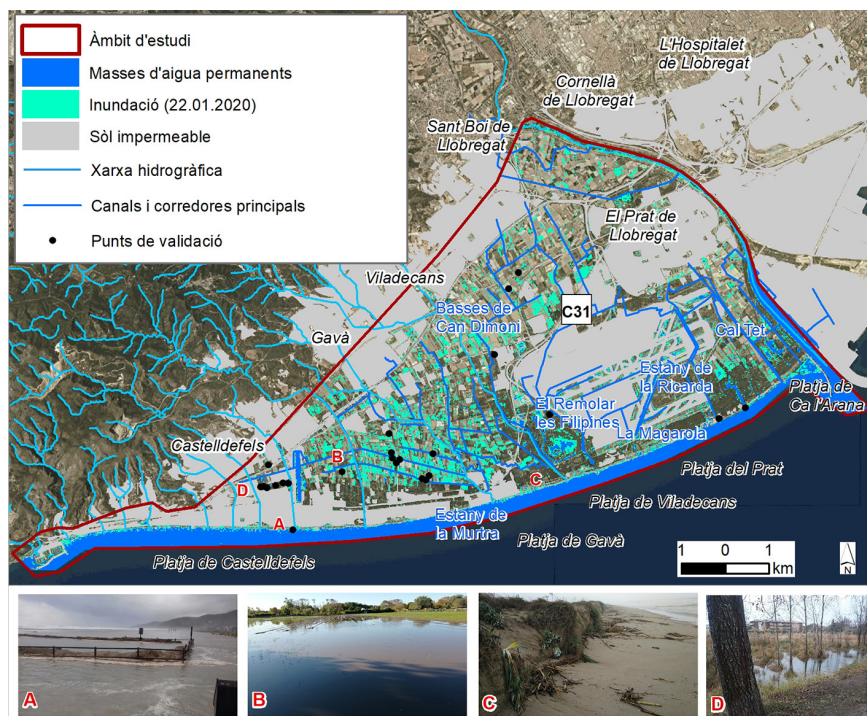 Àmbit d'estudi
Masses d'aigua permanents
Inundació (22.01.2020)
Sòl impermeable
Xarxa hidrogràfica
Canals i corredores principals
Punts de validació
L'Hospitalet
de Llobregat
Cornellà
de Llobregat
Sant Boi de
Llobregat
El Prat de
Llobregat
Viladecans
Basses de
Can Dimoni
C31
Gavà
Cal Tet
Estany de
la Ricarda
Platja de
Ca l'Arana
El Remolar
les Filipines
La Magarola
Castelldefels
B
D
C
Platja del Prat
Platja de Viladecans
A
Estany de
la Murtra
Platja de Gavà
Platja de Castelldefels
1 0 1
km
N
A
B
C
D